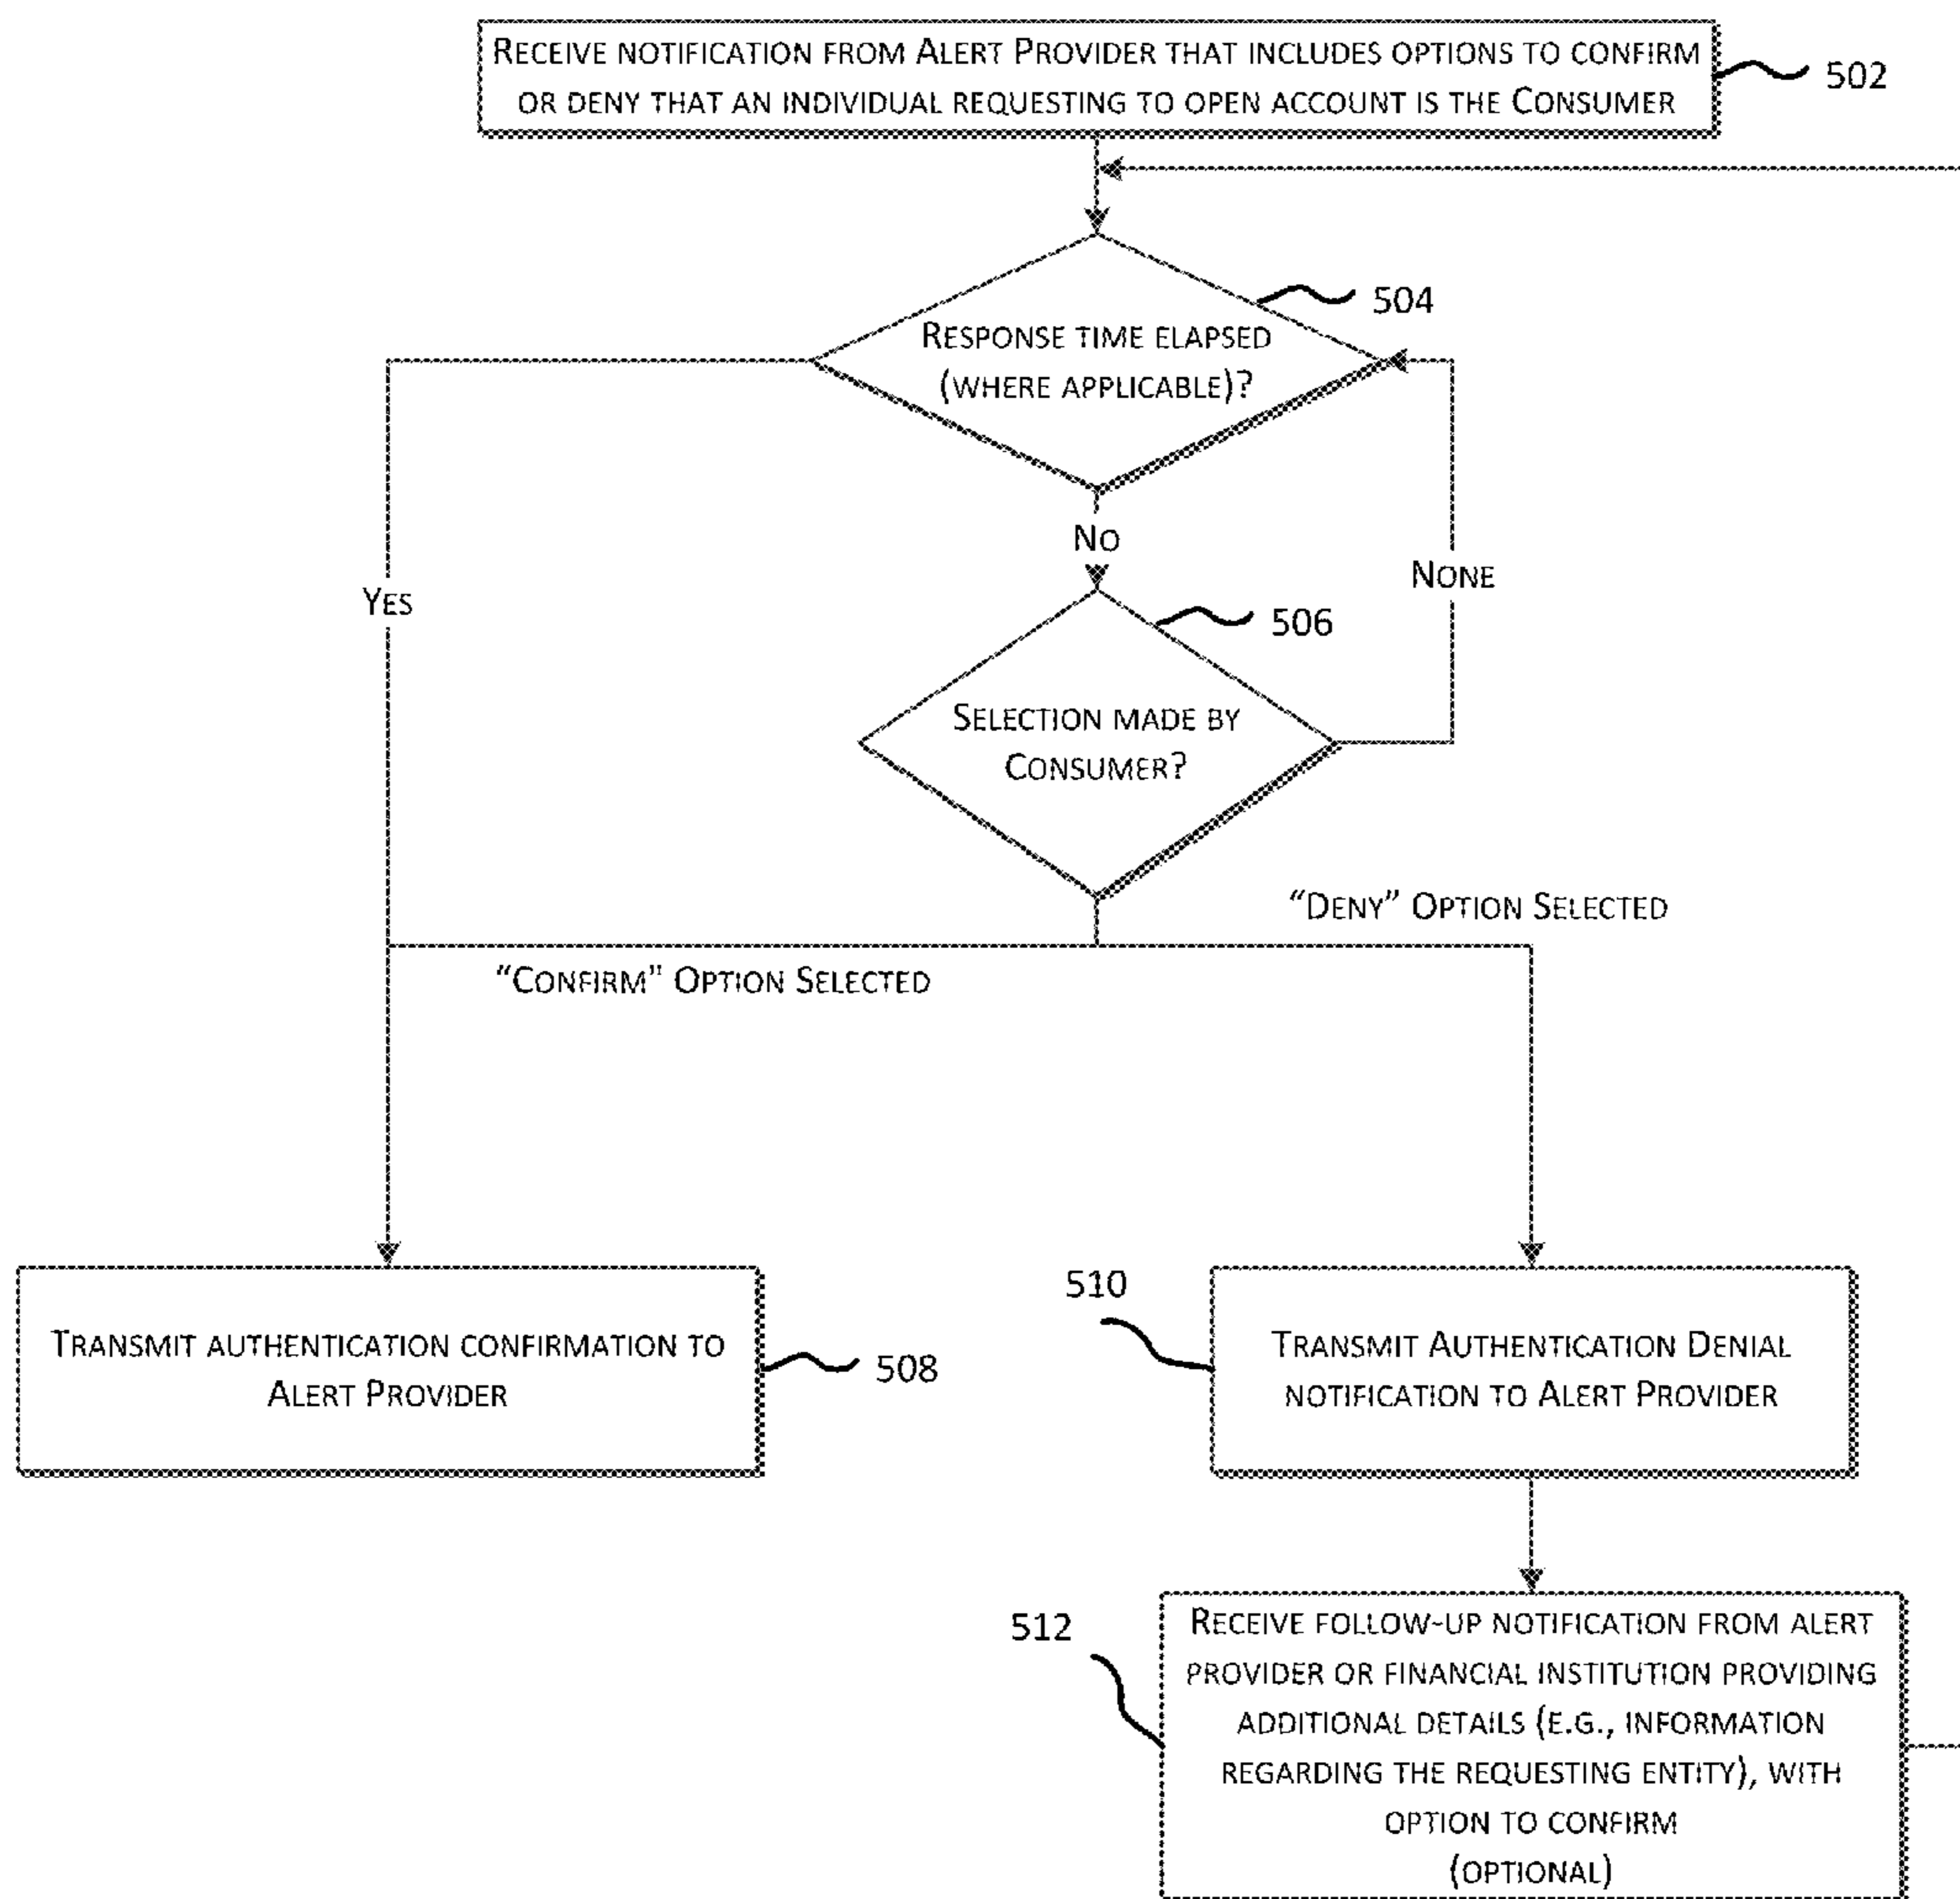 RECEIVE NOTIFICATION FROM ALERT PROVIDER THAT INCLUDES OPTIONS TO CONFIRM
OR DENY THAT AN INDIVIDUAL REQUESTING TO OPEN ACCOUNT IS THE CONSUMER
502
504
RESPONSE TIME ELAPSED
(WHERE APPLICABLE)?
NO
NONE
YES
506
SELECTION MADE BY
CONSUMER?
"DENY" OPTION SELECTED
"CONFIRM" OPTION SELECTED
TRANSMIT AUTHENTICATION CONFIRMATION TO
ALERT PROVIDER
508
510
TRANSMIT AUTHENTICATION DENIAL
NOTIFICATION TO ALERT PROVIDER
512
RECEIVE FOLLOW-UP NOTIFICATION FROM ALERT
PROVIDER OR FINANCIAL INSTITUTION PROVIDING
ADDITIONAL DETAILS (E.G., INFORMATION
REGARDING THE REQUESTING ENTITY), WITH
OPTION TO CONFIRM
(OPTIONAL)